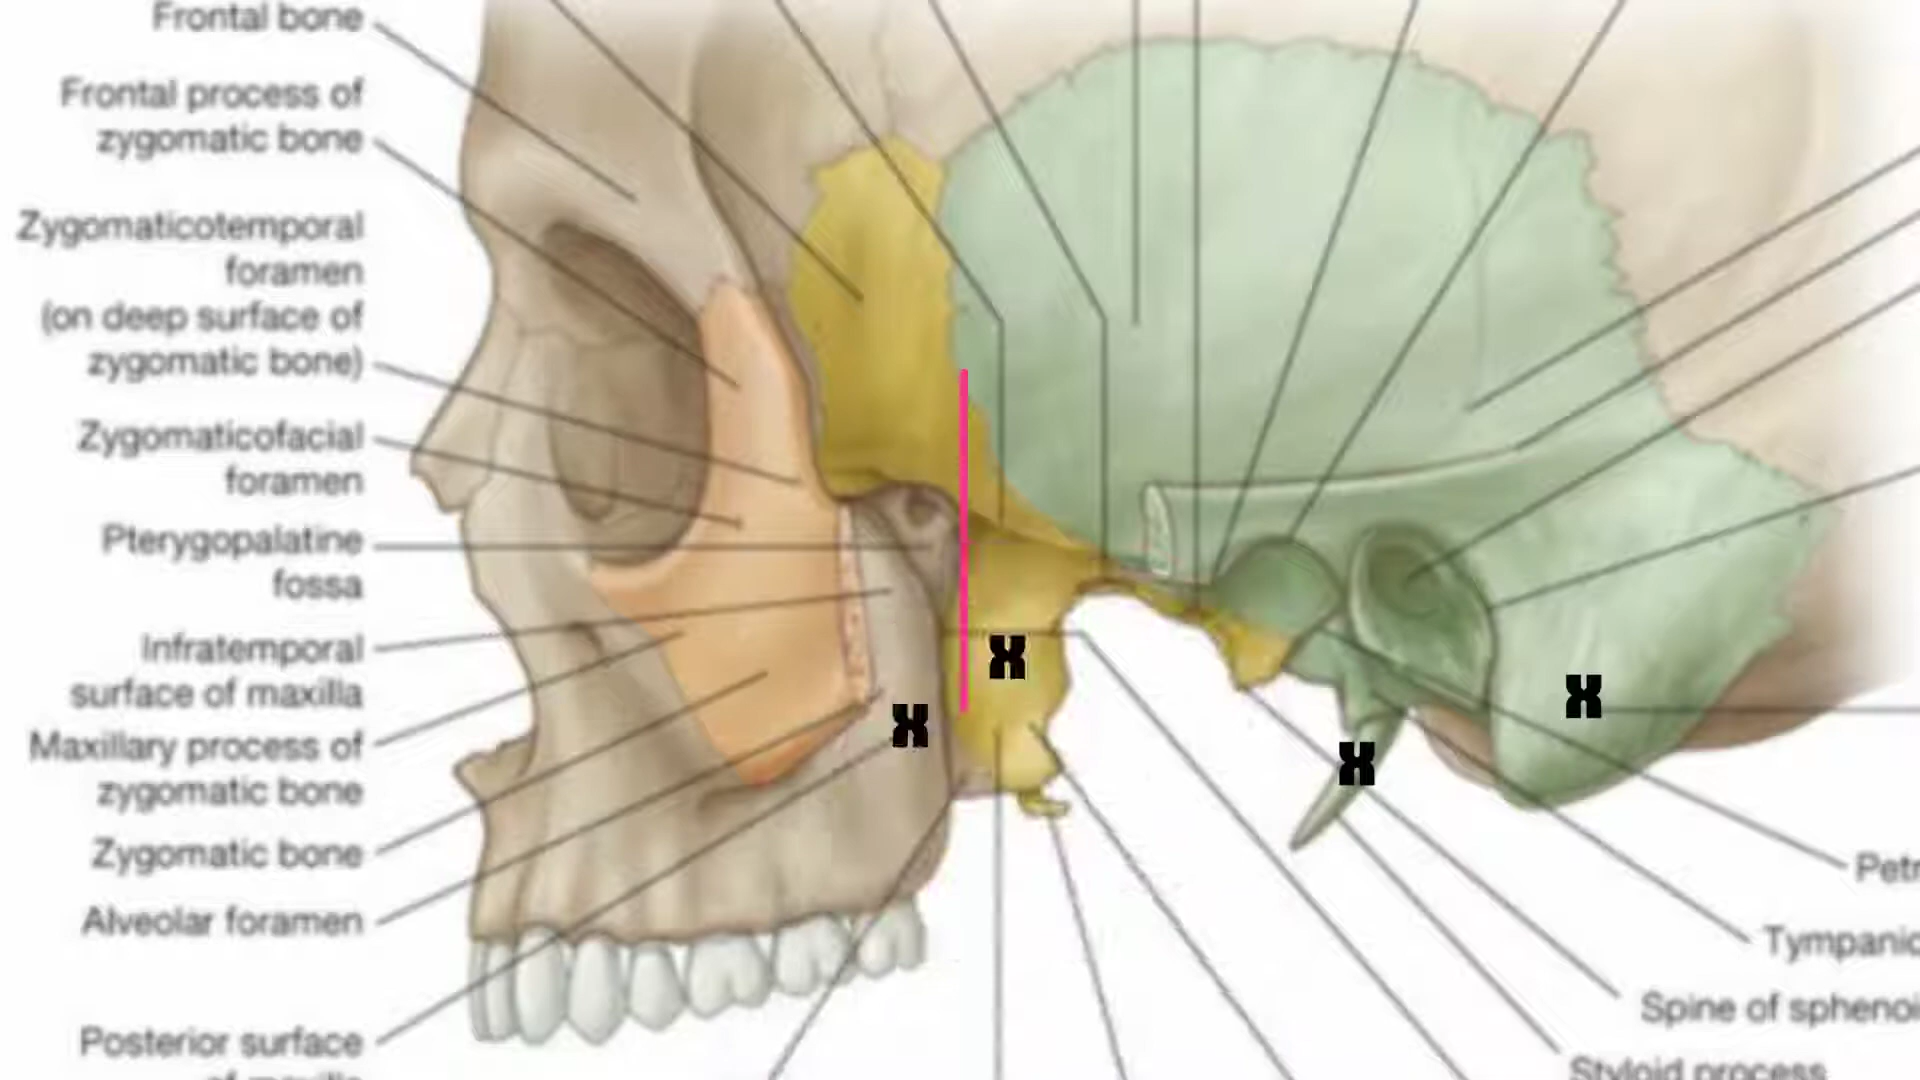 Frontal bone
Frontal process of
zygomatic bone
Zygomaticotemporal
foramen
(on deep surface of
zygomatic bone)
Zygomaticofacial
foramen
Pterygopalatine
fossa
Infratemporal
surface of maxilla
Maxillary process of
zygomatic bone
Zygomatic bone
Alveolar foramen
Posterior surface
of maxilla
Petr
Tympanic
Spine of sphenoi
Styloid process
X
X
X
X